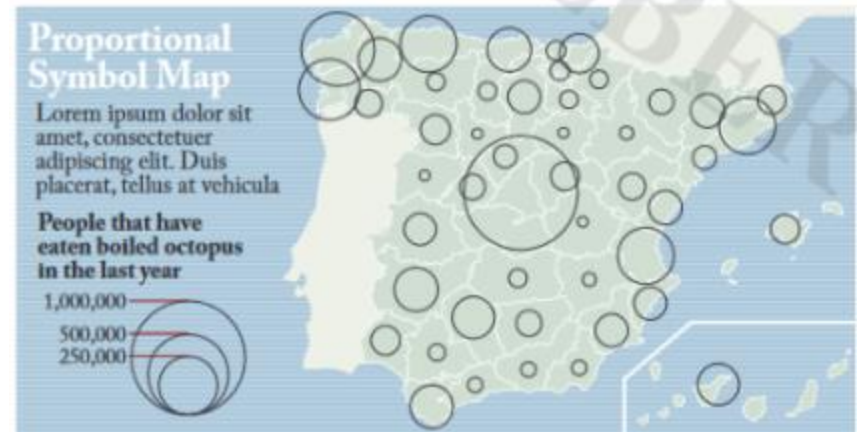 Proportional
Symbol Map
Lorem ipsum dolor sit
amet, consectetuer
adipiscing elit. Duis
placerat, tellus at vehicula
People that have
eaten boiled octopus
in the last year
1,000,000
500,000
250,000